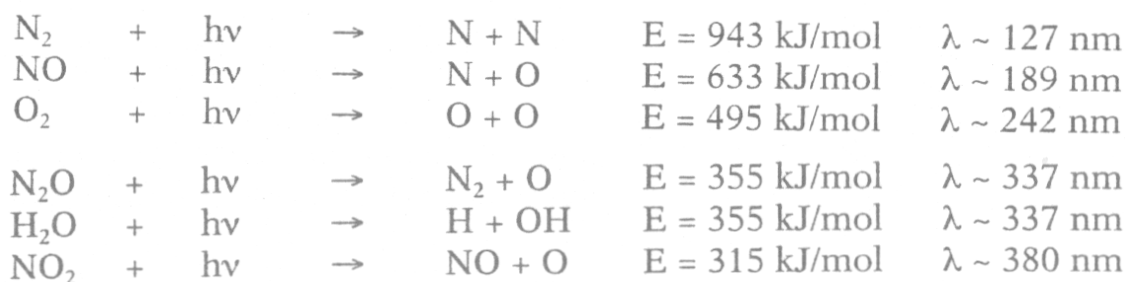 N₂ + hν → N + N E = 943 kJ/mol λ ~ 127 nm
NO + hν → N + O E = 633 kJ/mol λ ~ 189 nm
O₂ + hν → O + O E = 495 kJ/mol λ ~ 242 nm
N₂O + hν → N₂ + O E = 355 kJ/mol λ ~ 337 nm
H₂O + hν → H + OH E = 355 kJ/mol λ ~ 337 nm
NO₂ + hν → NO + O E = 315 kJ/mol λ ~ 380 nm